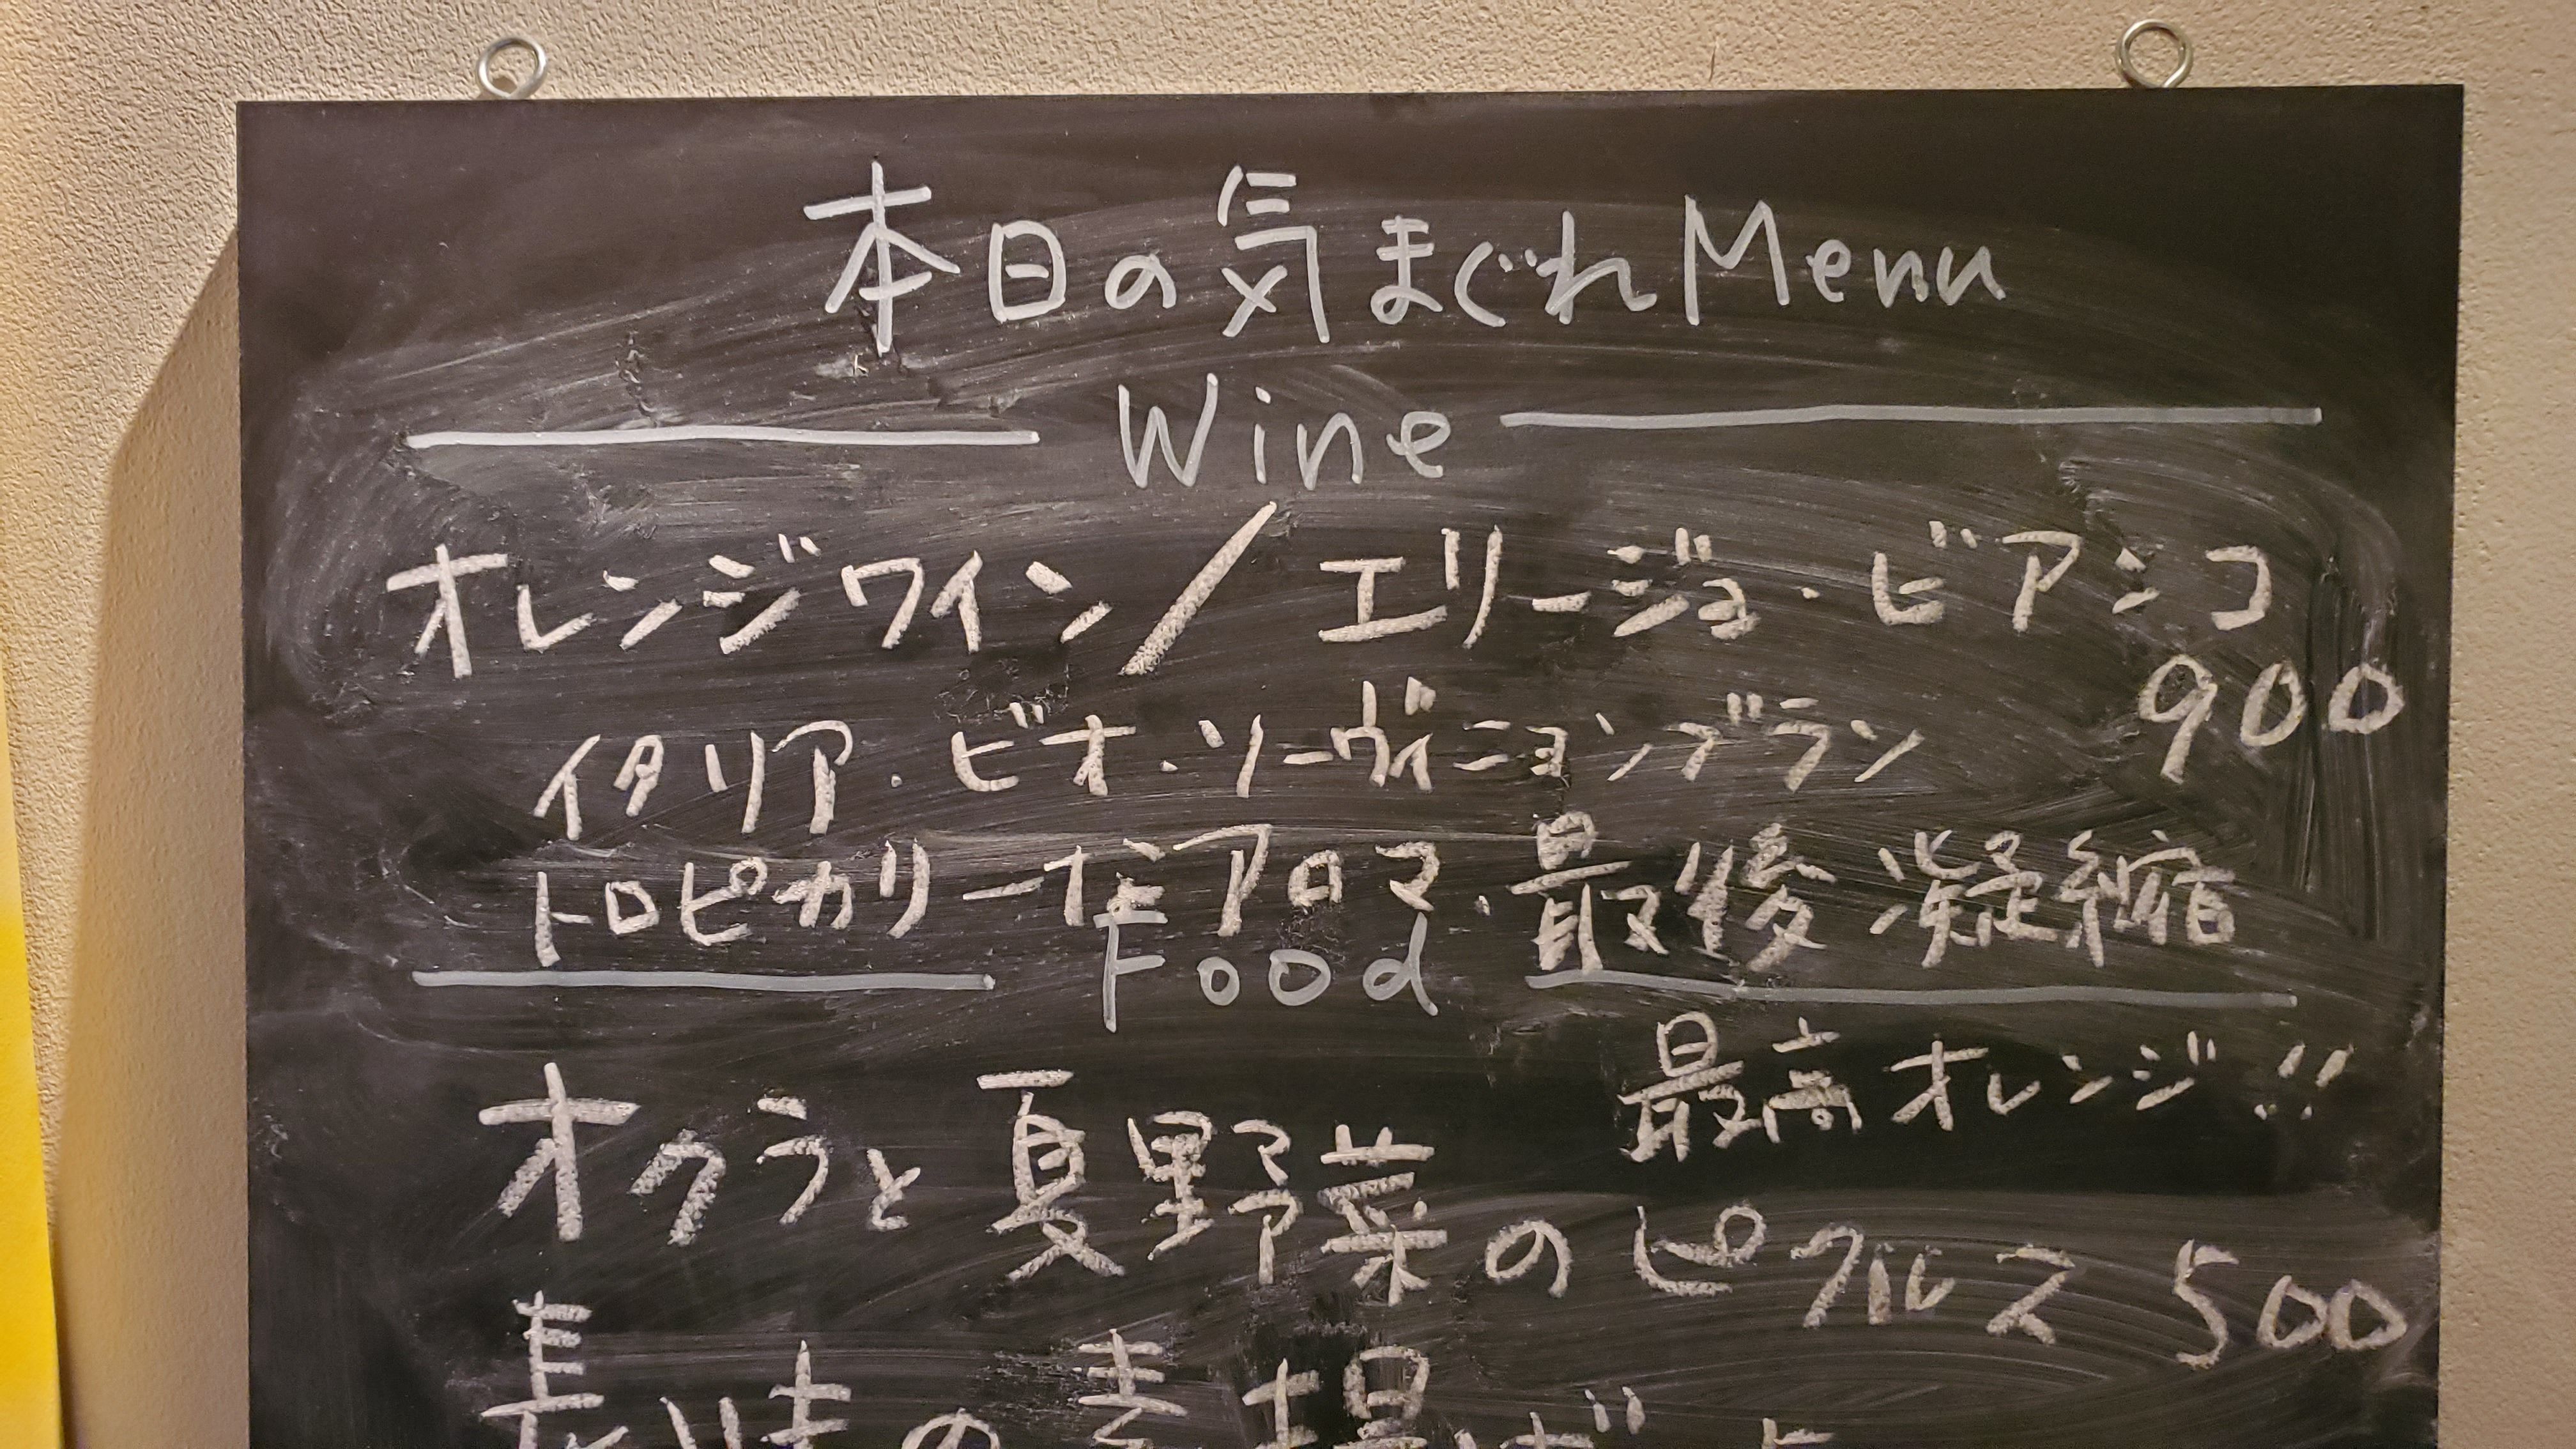 本日の気まぐれMenu
Wine
オレンジワイン/エリージョ・ビアンコ
900
イタリア・ビオ・ソーヴィニヨンブラン
トロピカリーなアロマ・最後凝縮
Food
最高オレンジ!!
オクラと夏野菜のピクルス 500